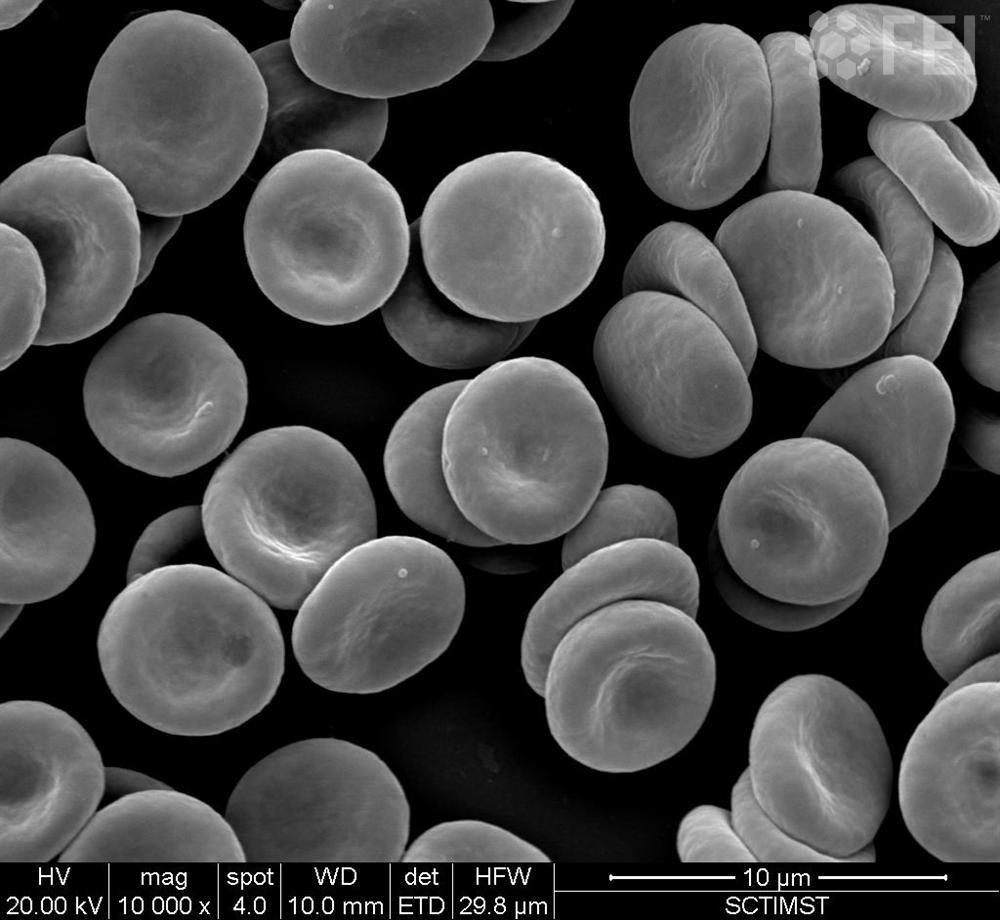 FEI™
HV mag spot WD det HFW 10 µm
20.00 kV 10 000 x 4.0 10.0 mm ETD 29.8 µm SCTIMST